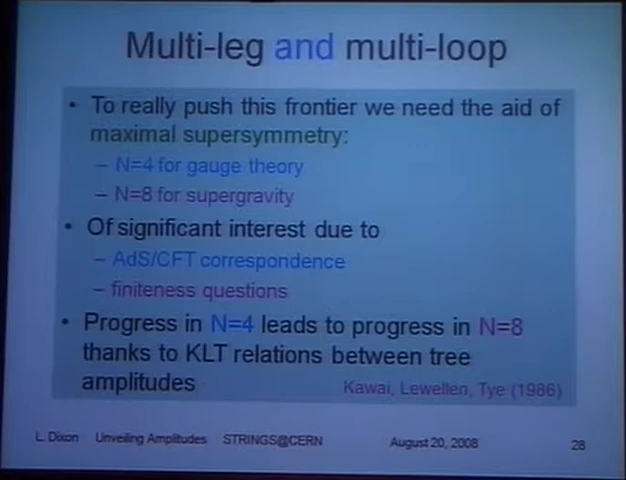 Multi-leg and multi-loop
• To really push this frontier we need the aid of
maximal supersymmetry:
– N=4 for gauge theory
– N=8 for supergravity
• Of significant interest due to
– AdS/CFT correspondence
– finiteness questions
• Progress in N=4 leads to progress in N=8
thanks to KLT relations between tree
amplitudes
Kawai, Lewellen, Tye (1986)
L. Dixon Unveiling Amplitudes STRINGS@CERN August 20, 2008 28